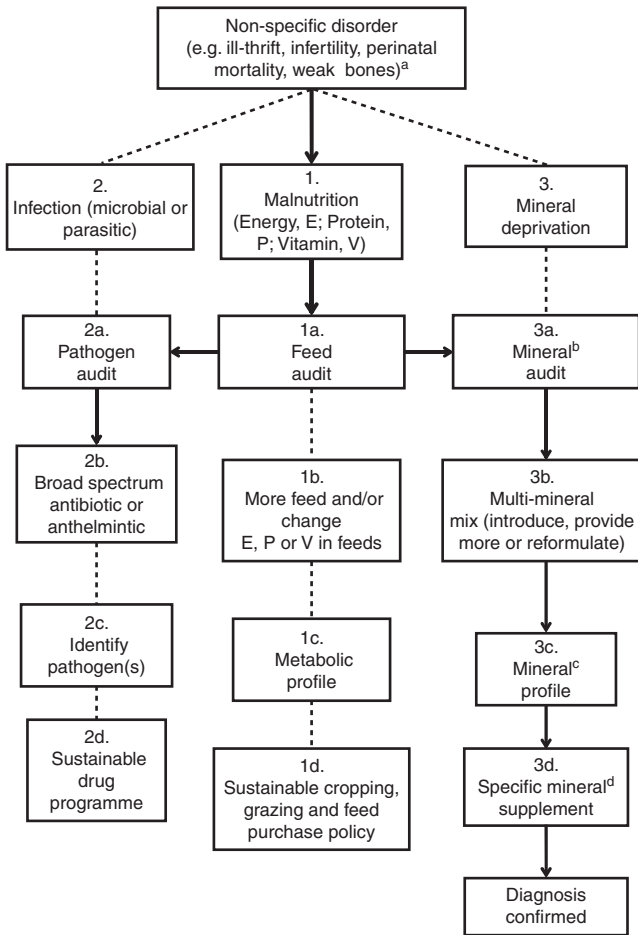 Non-specific disorder
(e.g. ill-thrift, infertility, perinatal
mortality, weak bones)ᵃ
2.
Infection (microbial or
parasitic)
1.
Malnutrition
(Energy, E; Protein,
P; Vitamin, V)
3.
Mineral
deprivation
2a.
Pathogen
audit
1a.
Feed
audit
3a.
Mineralᵇ
audit
2b.
Broad spectrum
antibiotic or
anthelmintic
1b.
More feed and/or
change
E, P or V in feeds
3b.
Multi-mineral
mix (introduce, provide
more or reformulate)
2c.
Identify
pathogen(s)
1c.
Metabolic
profile
3c.
Mineralᶜ
profile
2d.
Sustainable
drug
programme
1d.
Sustainable cropping,
grazing and feed
purchase policy
3d.
Specific mineralᵈ
supplement
Diagnosis
confirmed